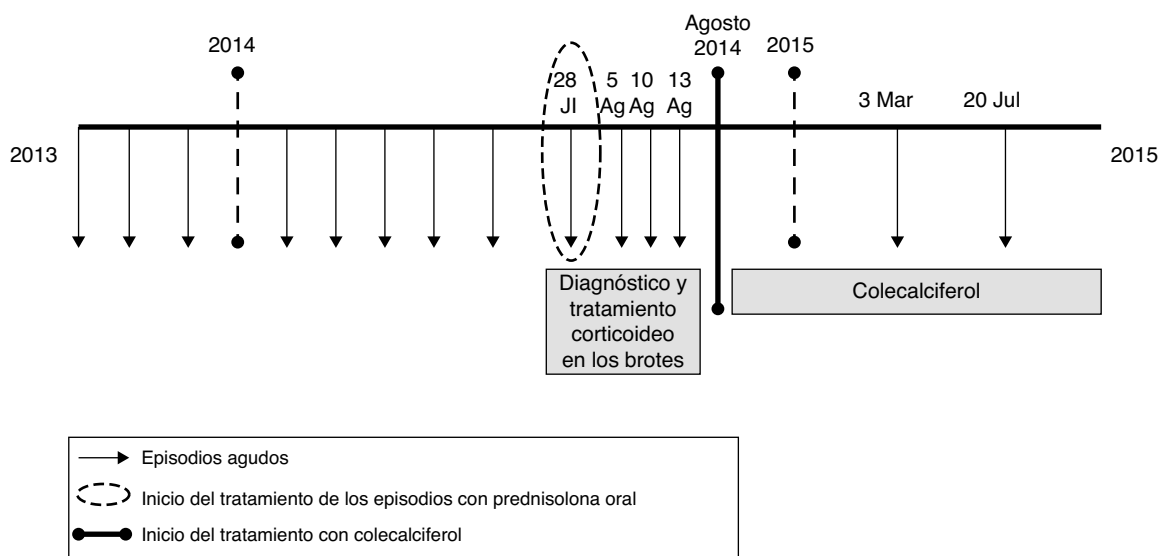 2014
Agosto
2014
2015
28
Jl
5
Ag
10
Ag
13
Ag
3 Mar
20 Jul
2013
2015
Diagnóstico y
tratamiento
corticoideo
en los brotes
Colecalciferol
Episodios agudos
Inicio del tratamiento de los episodios con prednisolona oral
Inicio del tratamiento con colecalciferol